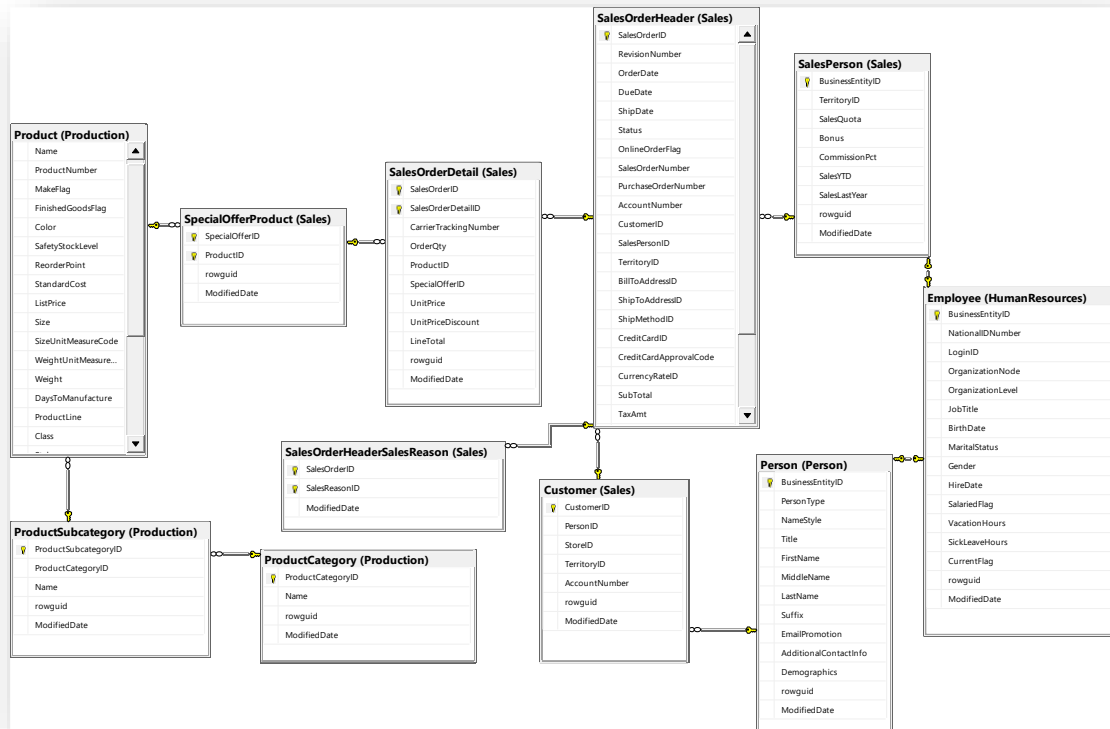 SalesOrderHeader (Sales)
SalesOrderID
RevisionNumber
OrderDate
DueDate
ShipDate
Status
OnlineOrderFlag
SalesOrderNumber
PurchaseOrderNumber
AccountNumber
CustomerID
SalesPersonID
TerritoryID
BillToAddressID
ShipToAddressID
ShipMethodID
CreditCardID
CreditCardApprovalCode
CurrencyRateID
SubTotal
TaxAmt
SalesPerson (Sales)
BusinessEntityID
TerritoryID
SalesQuota
Bonus
CommissionPct
SalesYTD
SalesLastYear
rowguid
ModifiedDate
Product (Production)
Name
ProductNumber
MakeFlag
FinishedGoodsFlag
Color
SafetyStockLevel
ReorderPoint
StandardCost
ListPrice
Size
SizeUnitMeasureCode
WeightUnitMeasure...
Weight
DaysToManufacture
ProductLine
Class
SpecialOfferProduct (Sales)
SpecialOfferID
ProductID
rowguid
ModifiedDate
SalesOrderDetail (Sales)
SalesOrderID
SalesOrderDetailID
CarrierTrackingNumber
OrderQty
ProductID
SpecialOfferID
UnitPrice
UnitPriceDiscount
LineTotal
rowguid
ModifiedDate
Employee (HumanResources)
BusinessEntityID
NationalIDNumber
LoginID
OrganizationNode
OrganizationLevel
JobTitle
BirthDate
MaritalStatus
Gender
HireDate
SalariedFlag
VacationHours
SickLeaveHours
CurrentFlag
rowguid
ModifiedDate
SalesOrderHeaderSalesReason (Sales)
SalesOrderID
SalesReasonID
ModifiedDate
Customer (Sales)
CustomerID
PersonID
StoreID
TerritoryID
AccountNumber
rowguid
ModifiedDate
Person (Person)
BusinessEntityID
PersonType
NameStyle
Title
FirstName
MiddleName
LastName
Suffix
EmailPromotion
AdditionalContactInfo
Demographics
rowguid
ModifiedDate
ProductSubcategory (Production)
ProductSubcategoryID
ProductCategoryID
Name
rowguid
ModifiedDate
ProductCategory (Production)
ProductCategoryID
Name
rowguid
ModifiedDate